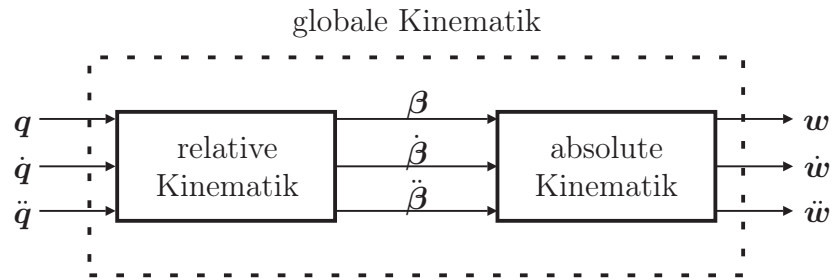 globale Kinematik
q β w
relative absolute
q̇ β̇ ẇ
Kinematik Kinematik
q̈ β̈ ẅ